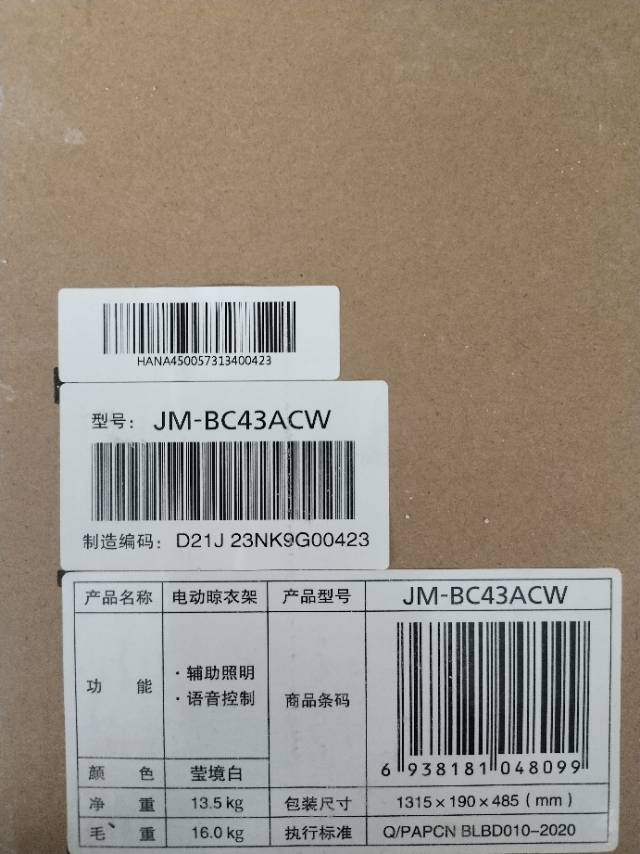 HANA450057313400423
型号: JM-BC43ACW
制造编码: D21J 23NK9G00423
产品名称 电动晾衣架 产品型号 JM-BC43ACW
功 能 ·辅助照明 ·语音控制 商品条码 6 938181 048099
颜 色 莹境白
净 重 13.5 kg 包装尺寸 1315×190×485(mm)
毛 重 16.0 kg 执行标准 Q/PAPCN BLBD010-2020